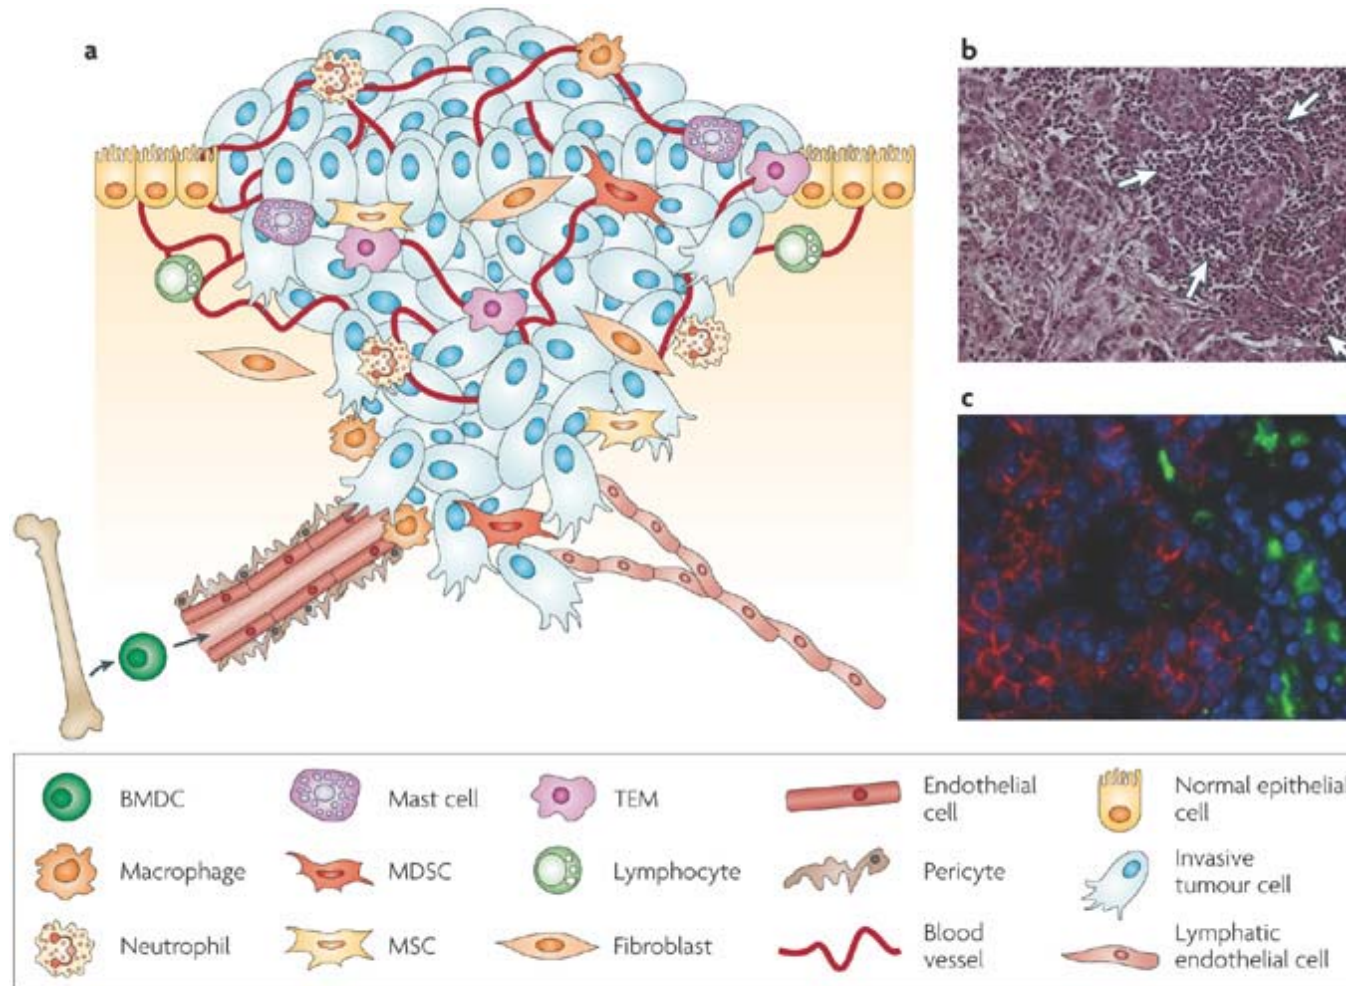 a
b
c
BMDC
Mast cell
TEM
Endothelial
cell
Normal epithelial
cell
Macrophage
MDSC
Lymphocyte
Pericyte
Invasive
tumour cell
Neutrophil
MSC
Fibroblast
Blood
vessel
Lymphatic
endothelial cell